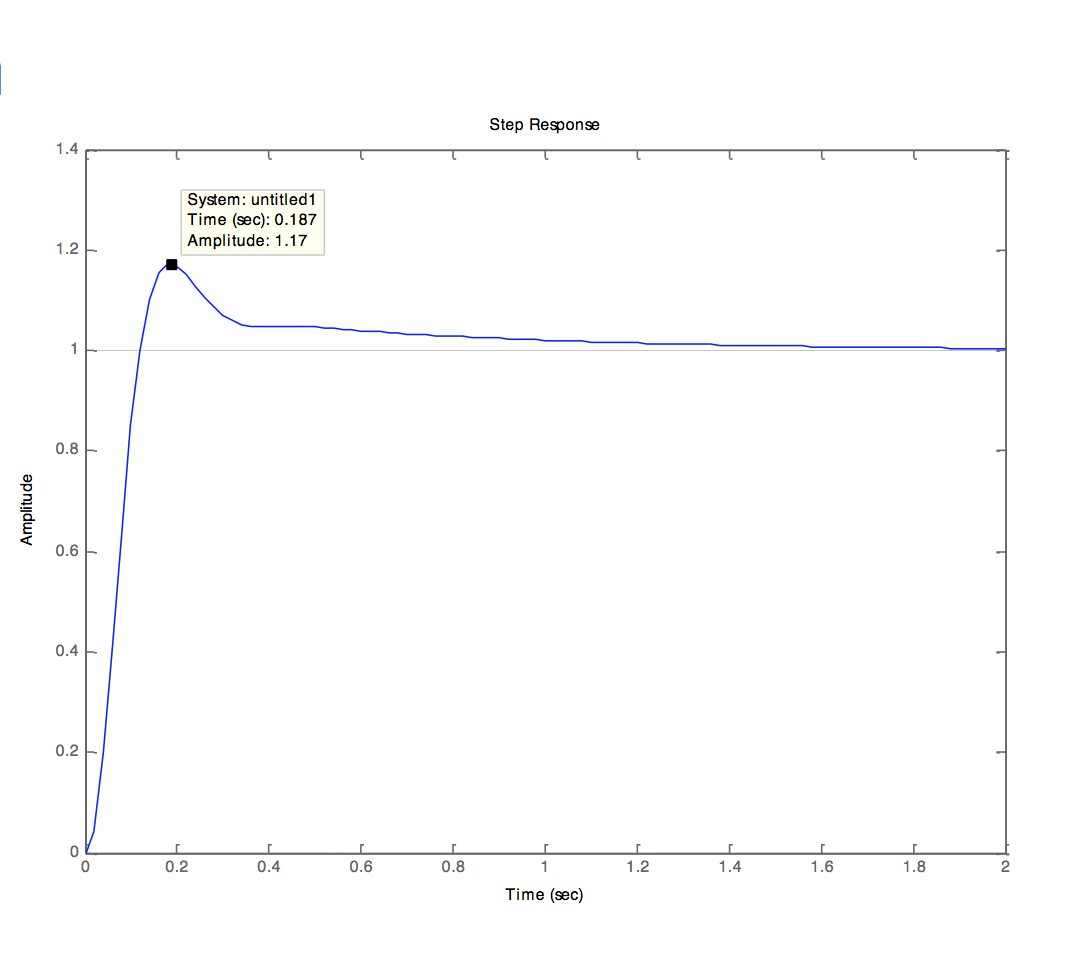 Step Response
1.4
System: untitled1
Time (sec): 0.187
Amplitude: 1.17
1.2
1
0.8
Amplitude
0.6
0.4
0.2
0
0 0.2 0.4 0.6 0.8 1 1.2 1.4 1.6 1.8 2
Time (sec)